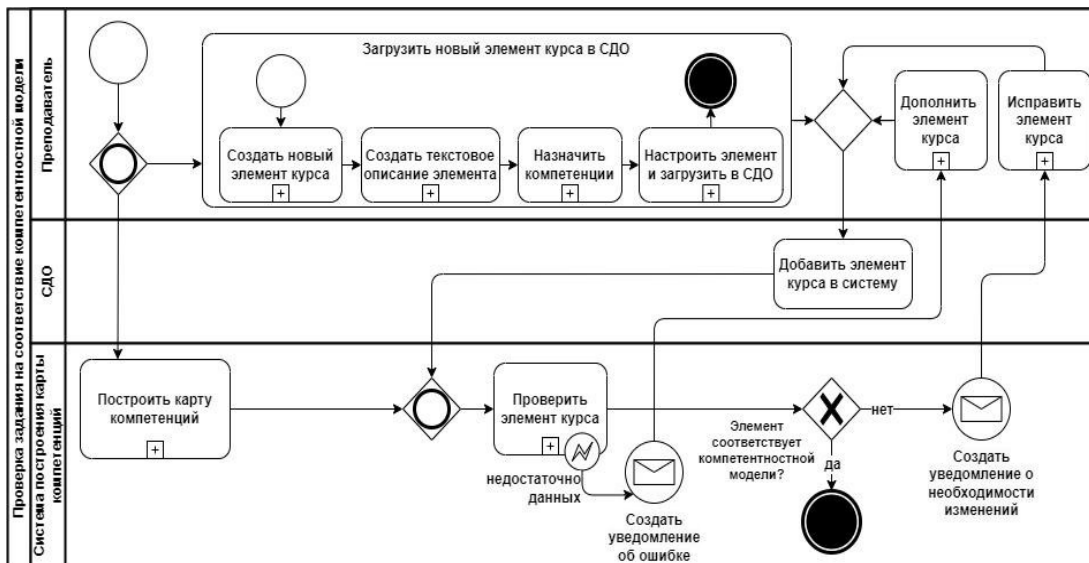 Проверка задания на соответствие компетентностной модели
Преподаватель
Загрузить новый элемент курса в СДО
Создать новый
элемент курса
Создать текстовое
описание элемента
Назначить
компетенции
Настроить элемент
и загрузить в СДО
Дополнить
элемент
курса
Исправить
элемент
курса
СДО
Добавить элемент
курса в систему
Система построения карты
компетенций
Построить карту
компетенций
Проверить
элемент курса
недостаточно
данных
Создать
уведомление
об ошибке
Элемент
соответствует
компетентностной
модели?
нет
да
Создать
уведомление о
необходимости
изменений